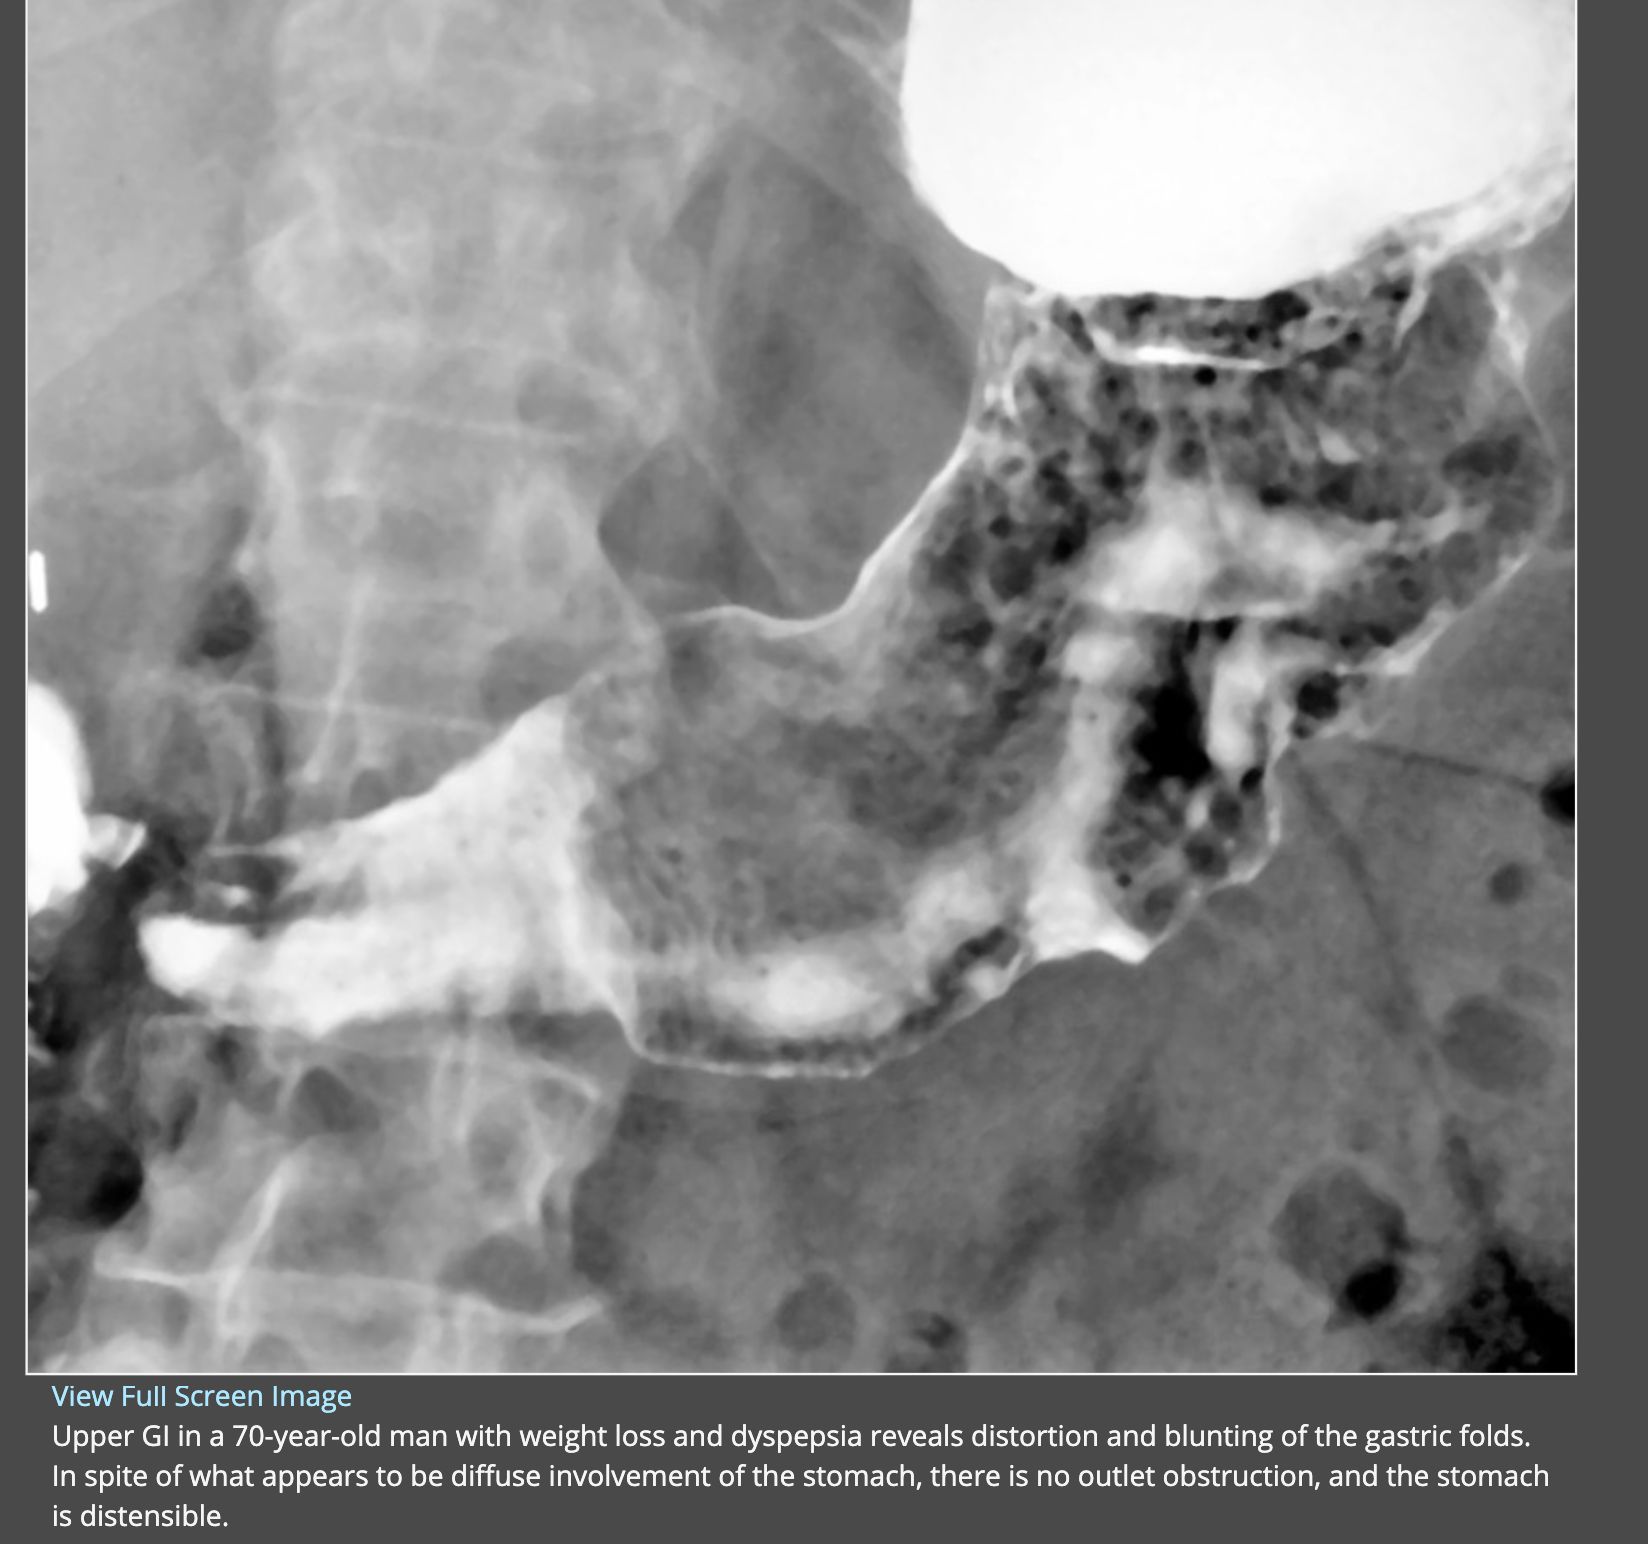 View Full Screen Image
Upper GI in a 70-year-old man with weight loss and dyspepsia reveals distortion and blunting of the gastric folds.
In spite of what appears to be diffuse involvement of the stomach, there is no outlet obstruction, and the stomach
is distensible.